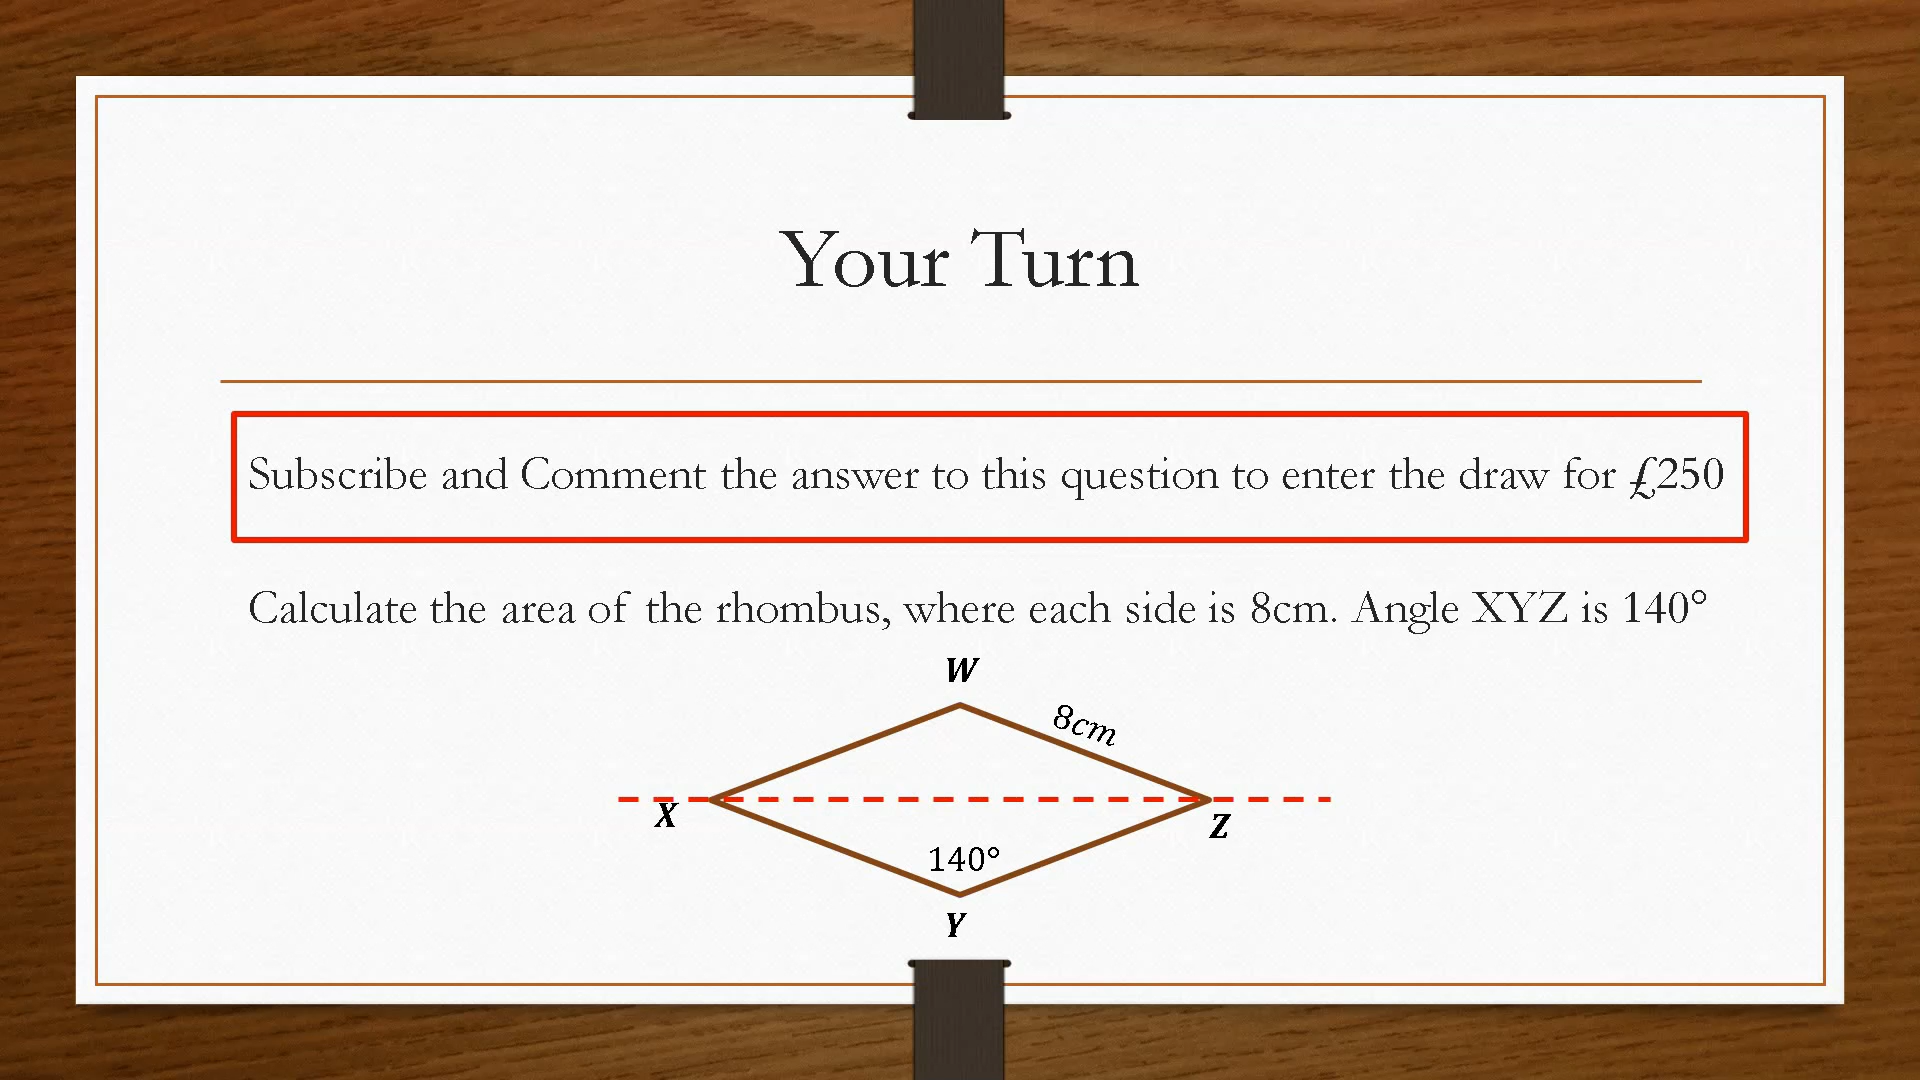 Your Turn
Subscribe and Comment the answer to this question to enter the draw for £250
Calculate the area of the rhombus, where each side is 8cm. Angle XYZ is 140°
W
8cm
X
Z
140°
Y